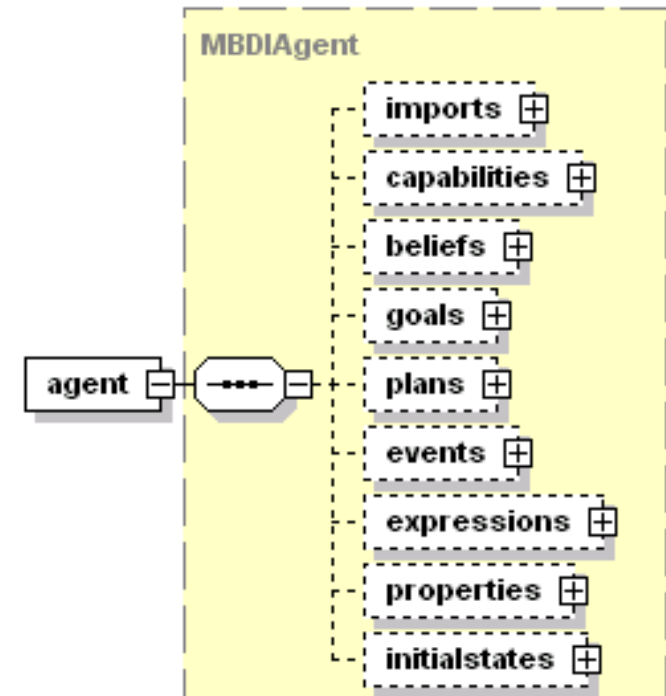 MBDIAgent
imports
capabilities
beliefs
goals
agent
plans
events
expressions
properties
initialstates